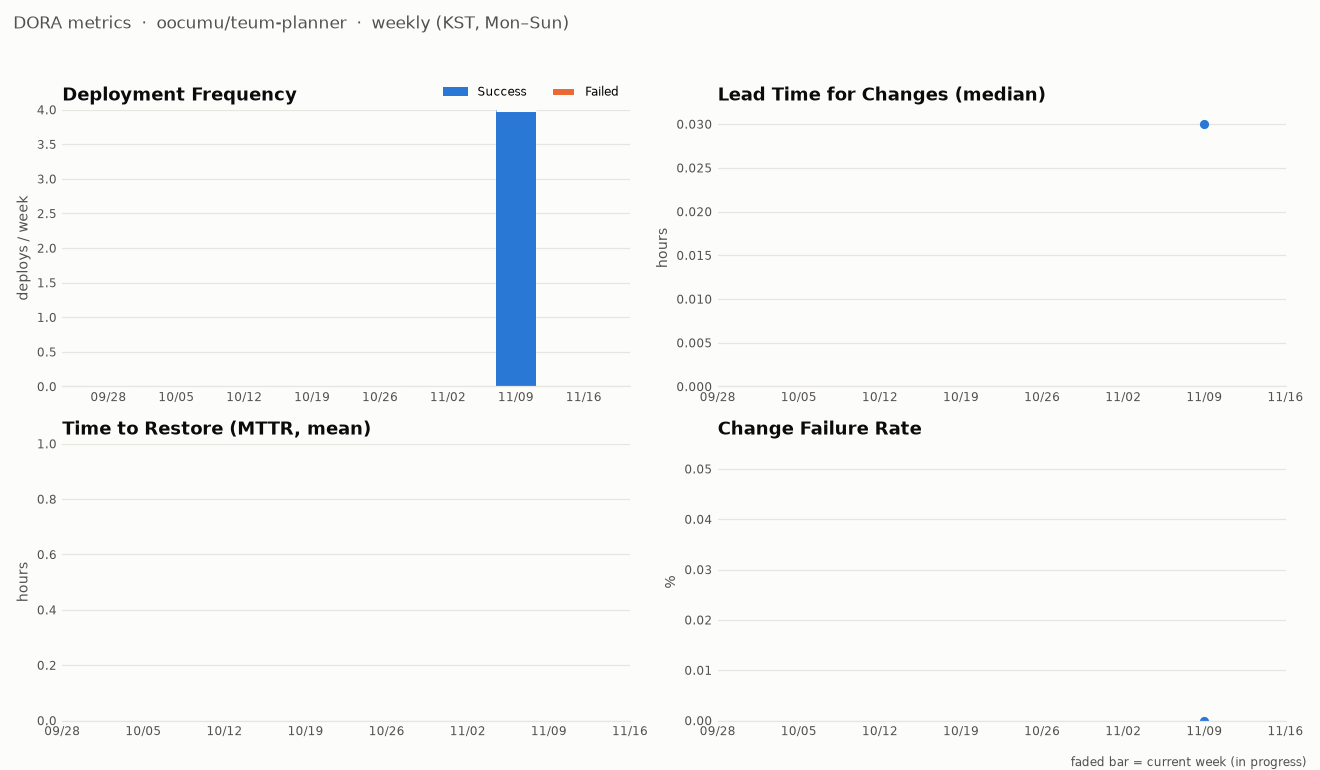 DORA metrics · oocumu/teum-planner · weekly (KST, Mon–Sun)
Deployment Frequency
Success Failed
deploys / week
4.0
3.5
3.0
2.5
2.0
1.5
1.0
0.5
0.0
09/28 10/05 10/12 10/19 10/26 11/02 11/09 11/16
Lead Time for Changes (median)
hours
0.030
0.025
0.020
0.015
0.010
0.005
0.000
09/28 10/05 10/12 10/19 10/26 11/02 11/09 11/16
Time to Restore (MTTR, mean)
hours
1.0
0.8
0.6
0.4
0.2
0.0
09/28 10/05 10/12 10/19 10/26 11/02 11/09 11/16
Change Failure Rate
%
0.05
0.04
0.03
0.02
0.01
0.00
09/28 10/05 10/12 10/19 10/26 11/02 11/09 11/16
faded bar = current week (in progress)